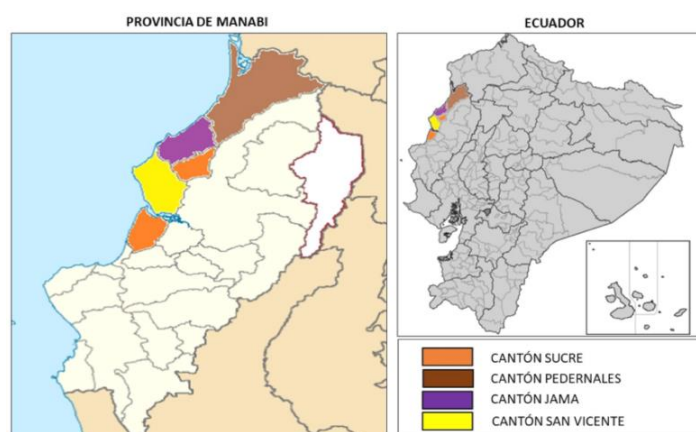 PROVINCIA DE MANABI
ECUADOR
CANTÓN SUCRE
CANTÓN PEDERNALES
CANTÓN JAMA
CANTÓN SAN VICENTE